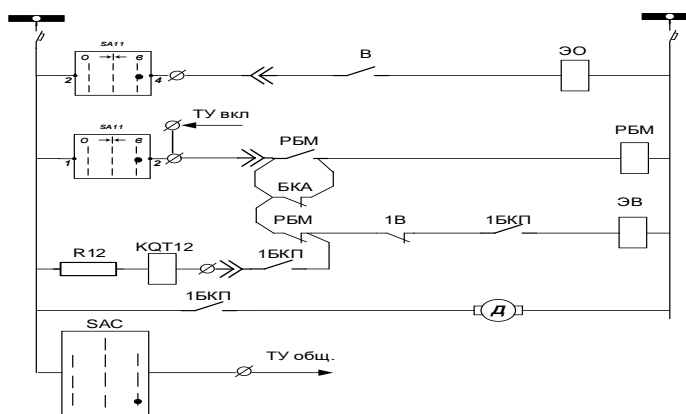 SA11
О В
В
ЭО
2 4
ТУ вкл
SA11
О В
РБМ
РБМ
1 2
БКА
РБМ
1В
1БКП
ЭВ
R12
KQT12
1БКП
1БКП
Д
SAC
ТУ общ.